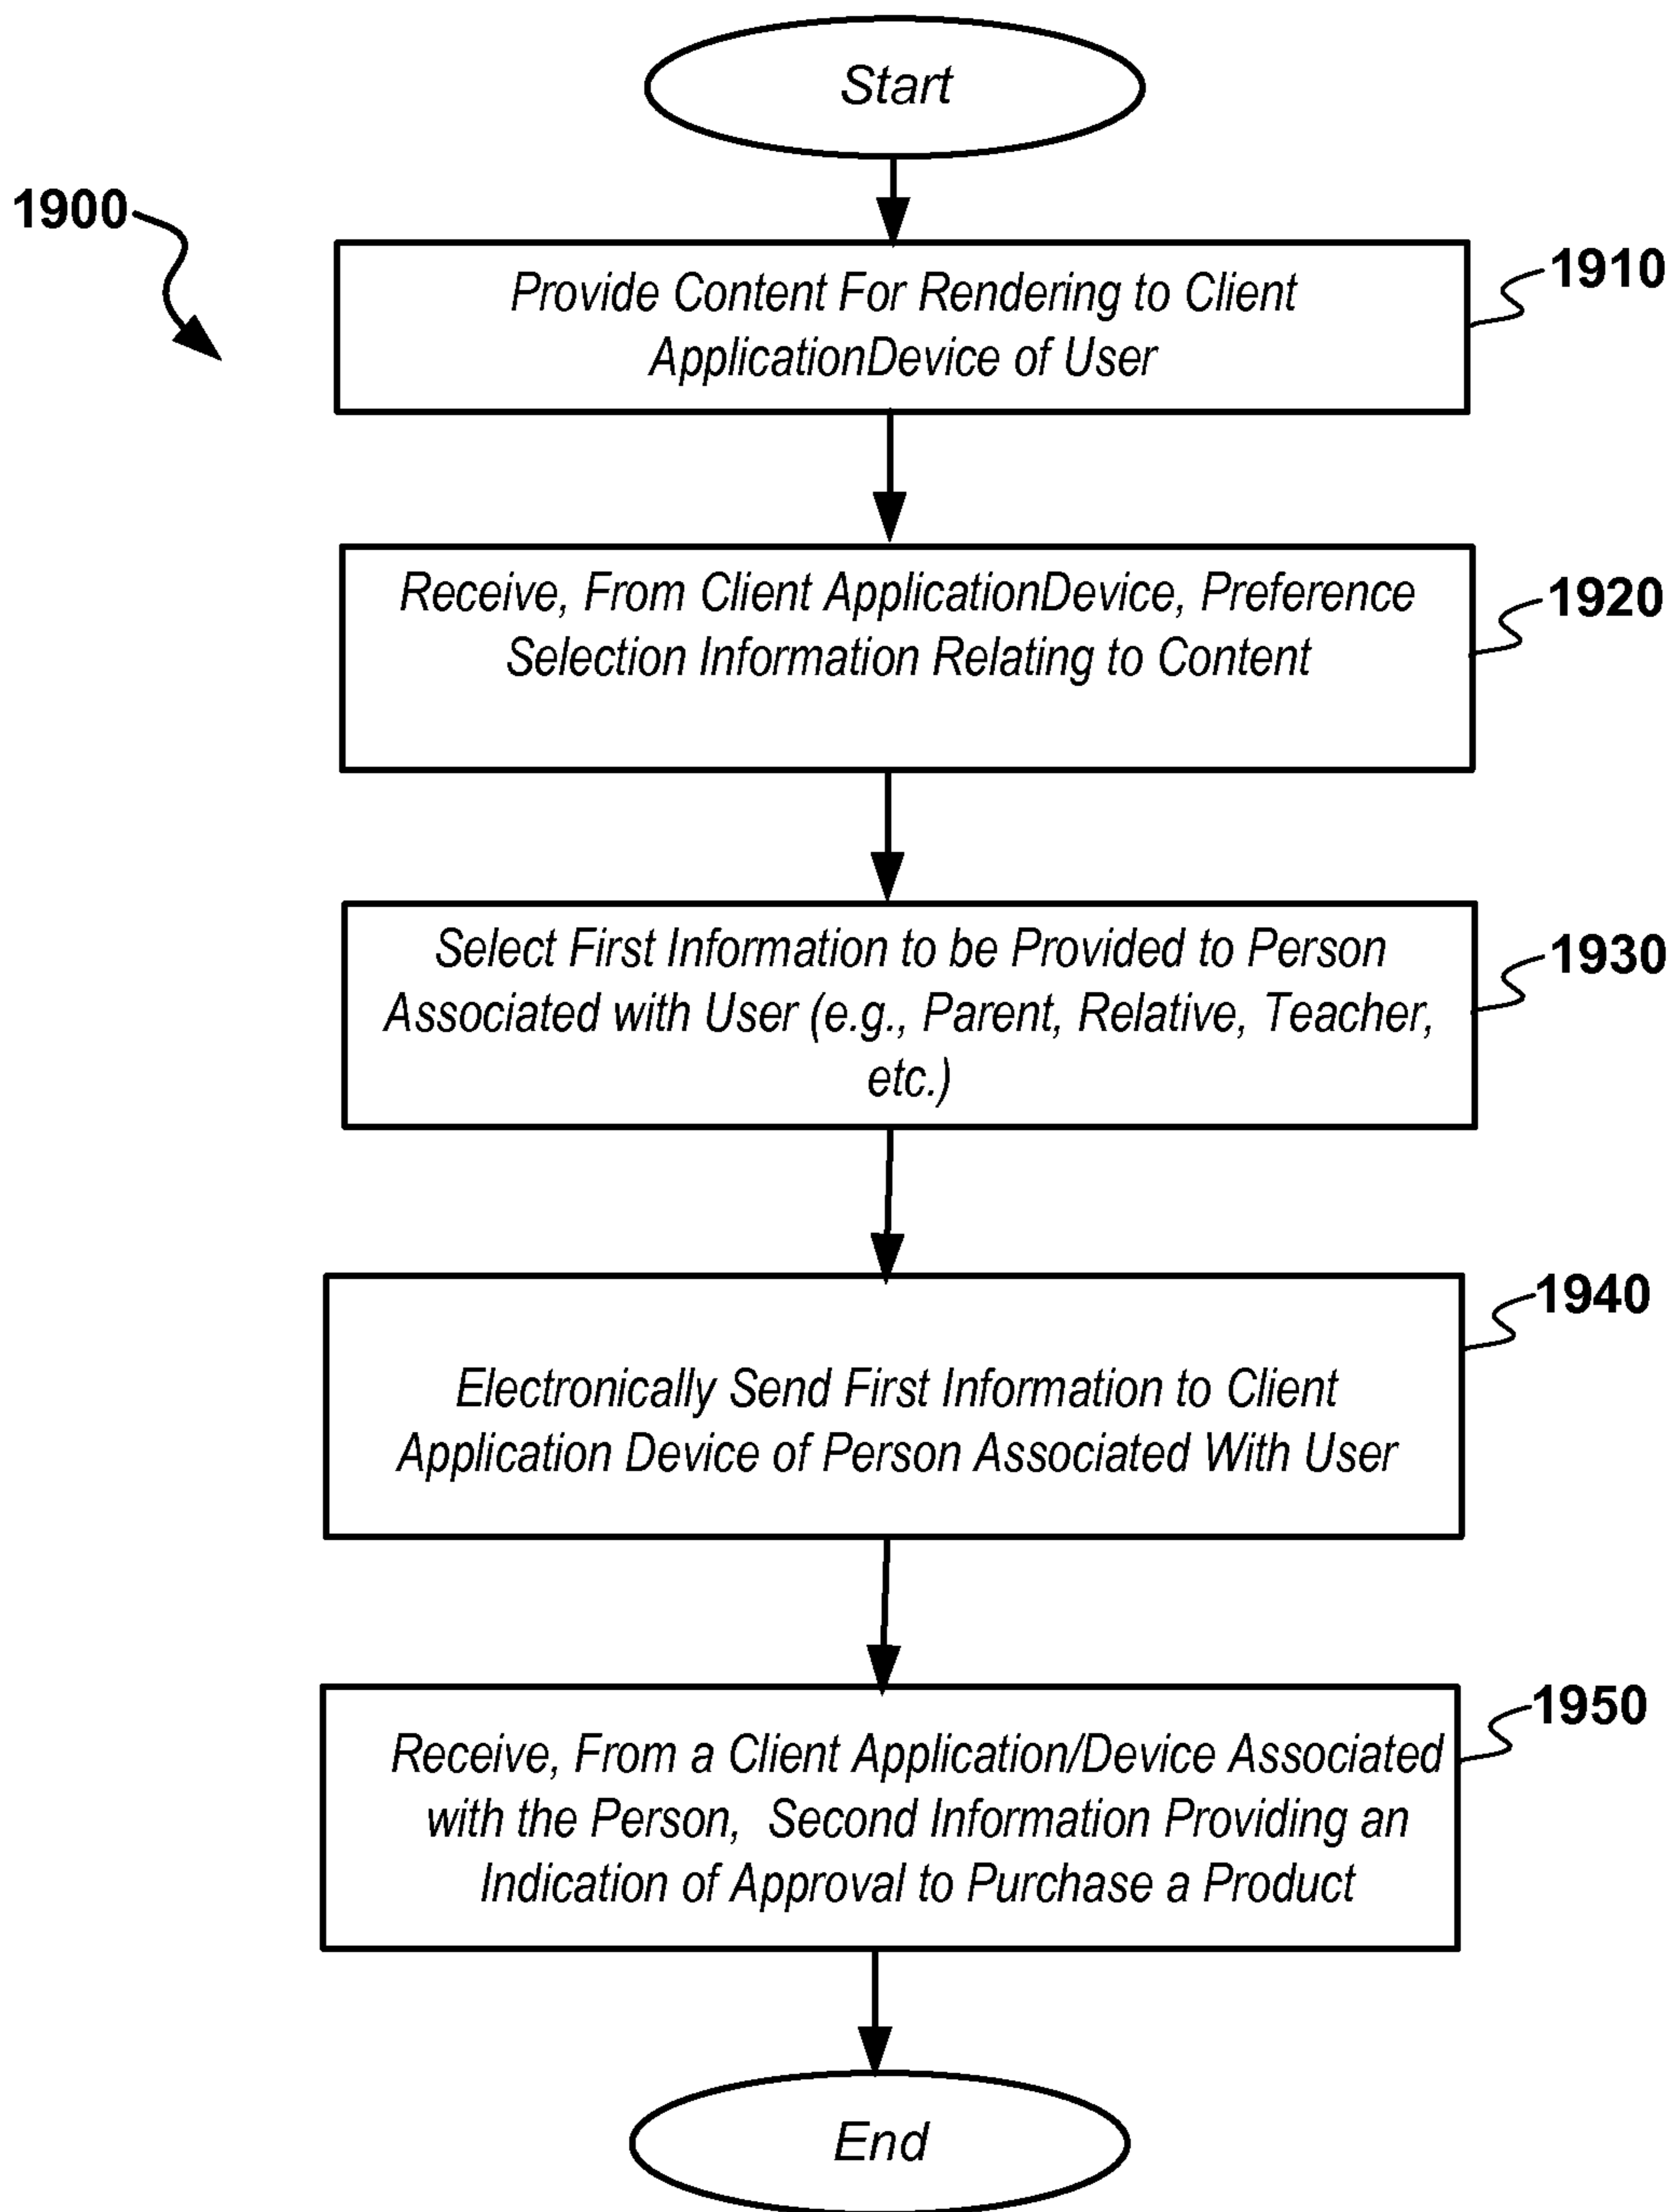 Start
1900
1910
Provide Content For Rendering to Client
ApplicationDevice of User
1920
Receive, From Client ApplicationDevice, Preference
Selection Information Relating to Content
1930
Select First Information to be Provided to Person
Associated with User (e.g., Parent, Relative, Teacher,
etc.)
1940
Electronically Send First Information to Client
Application Device of Person Associated With User
1950
Receive, From a Client Application/Device Associated
with the Person, Second Information Providing an
Indication of Approval to Purchase a Product
End